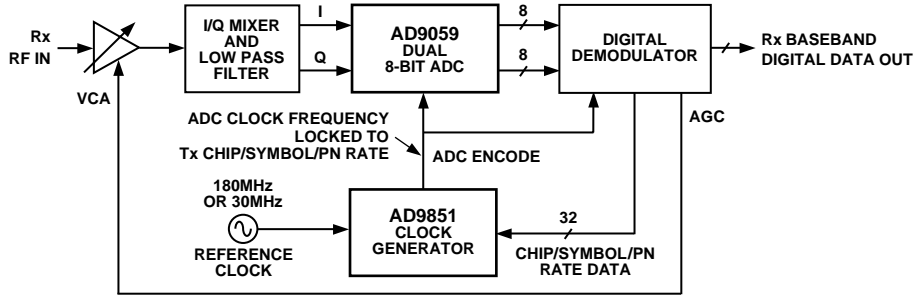 Rx
RF IN
VCA
I/Q MIXER
AND
LOW PASS
FILTER
I
Q
AD9059
DUAL
8-BIT ADC
8
8
DIGITAL
DEMODULATOR
Rx BASEBAND
DIGITAL DATA OUT
AGC
ADC CLOCK FREQUENCY
LOCKED TO
Tx CHIP/SYMBOL/PN RATE
ADC ENCODE
180MHz
OR 30MHz
REFERENCE
CLOCK
AD9851
CLOCK
GENERATOR
32
CHIP/SYMBOL/PN
RATE DATA